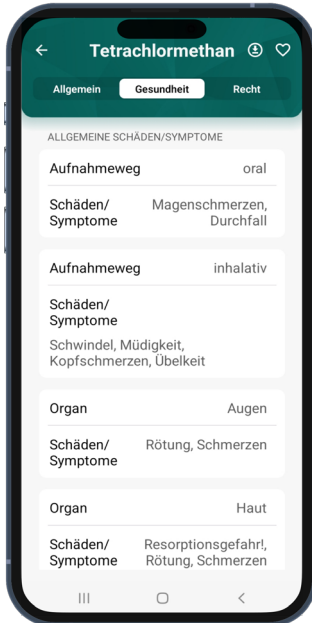 Tetrachlormethan
Allgemein Gesundheit Recht
ALLGEMEINE SCHÄDEN/SYMPTOME
Aufnahmeweg oral
Schäden/ Magenschmerzen,
Symptome Durchfall
Aufnahmeweg inhalativ
Schäden/
Symptome
Schwindel, Müdigkeit,
Kopfschmerzen, Übelkeit
Organ Augen
Schäden/ Rötung, Schmerzen
Symptome
Organ Haut
Schäden/ Resorptionsgefahr!,
Symptome Rötung, Schmerzen